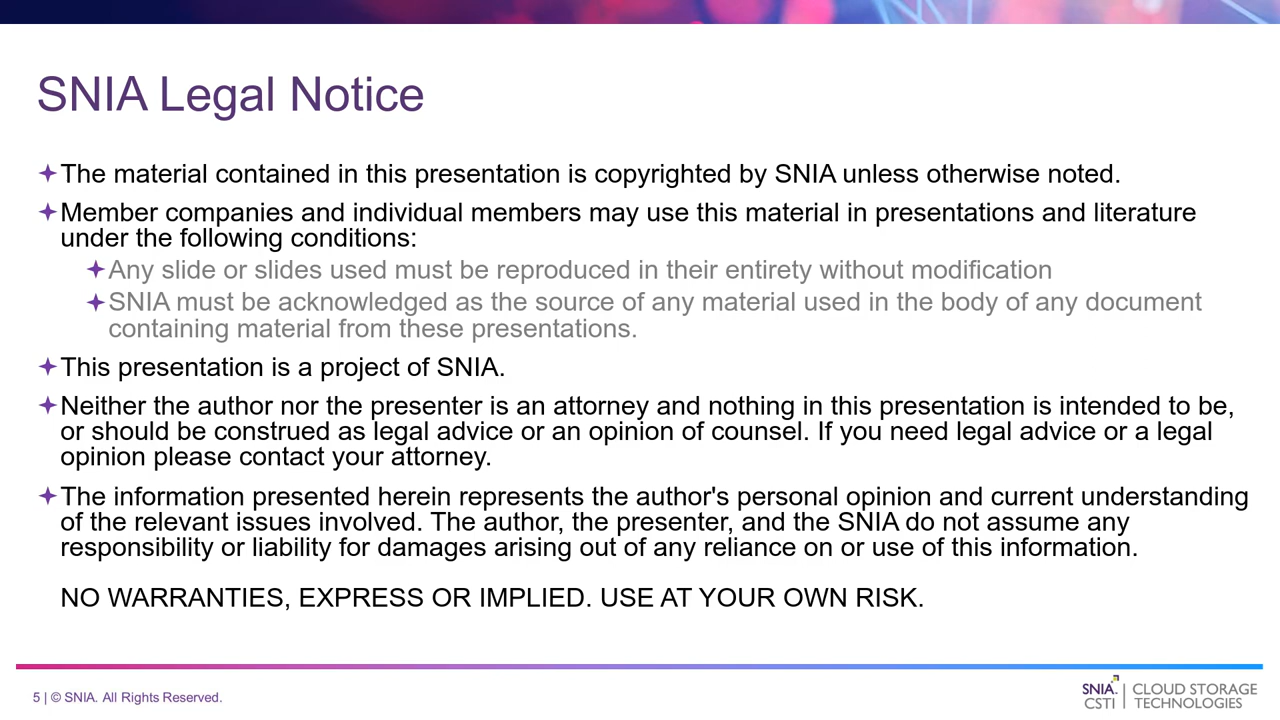 SNIA Legal Notice
The material contained in this presentation is copyrighted by SNIA unless otherwise noted.
Member companies and individual members may use this material in presentations and literature
under the following conditions:
Any slide or slides used must be reproduced in their entirety without modification
SNIA must be acknowledged as the source of any material used in the body of any document
containing material from these presentations.
This presentation is a project of SNIA.
Neither the author nor the presenter is an attorney and nothing in this presentation is intended to be,
or should be construed as legal advice or an opinion of counsel. If you need legal advice or a legal
opinion please contact your attorney.
The information presented herein represents the author's personal opinion and current understanding
of the relevant issues involved. The author, the presenter, and the SNIA do not assume any
responsibility or liability for damages arising out of any reliance on or use of this information.
NO WARRANTIES, EXPRESS OR IMPLIED. USE AT YOUR OWN RISK.
5 | © SNIA. All Rights Reserved.
SNIA. | CLOUD STORAGE
CSTI | TECHNOLOGIES